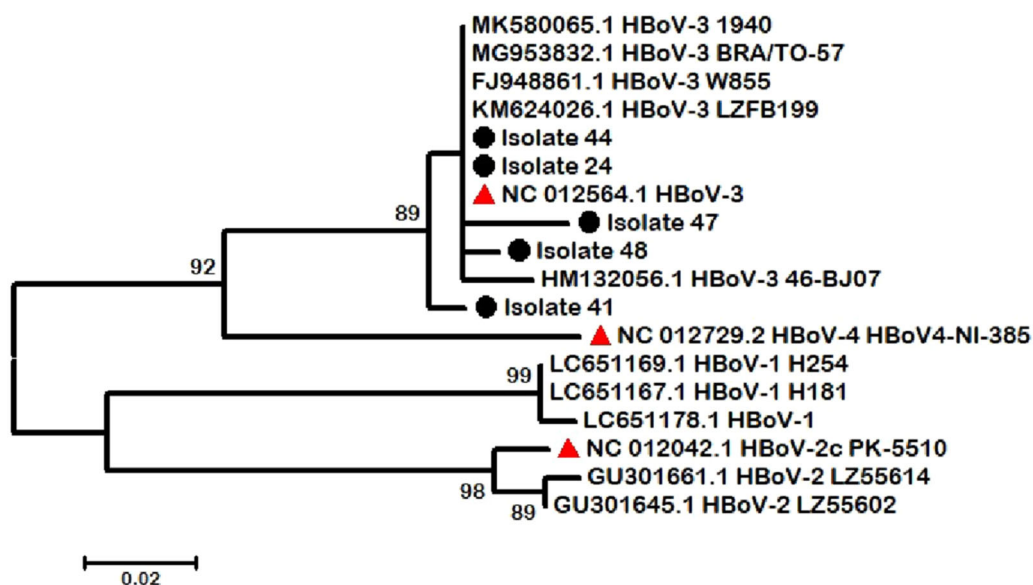 MK580065.1 HBoV-3 1940
MG953832.1 HBoV-3 BRA/TO-57
FJ948861.1 HBoV-3 W855
KM624026.1 HBoV-3 LZFB199
Isolate 44
Isolate 24
NC 012564.1 HBoV-3
89
Isolate 47
Isolate 48
92
HM132056.1 HBoV-3 46-BJ07
Isolate 41
NC 012729.2 HBoV-4 HBoV4-NI-385
LC651169.1 HBoV-1 H254
99
LC651167.1 HBoV-1 H181
LC651178.1 HBoV-1
NC 012042.1 HBoV-2c PK-5510
GU301661.1 HBoV-2 LZ55614
98
GU301645.1 HBoV-2 LZ55602
89
0.02